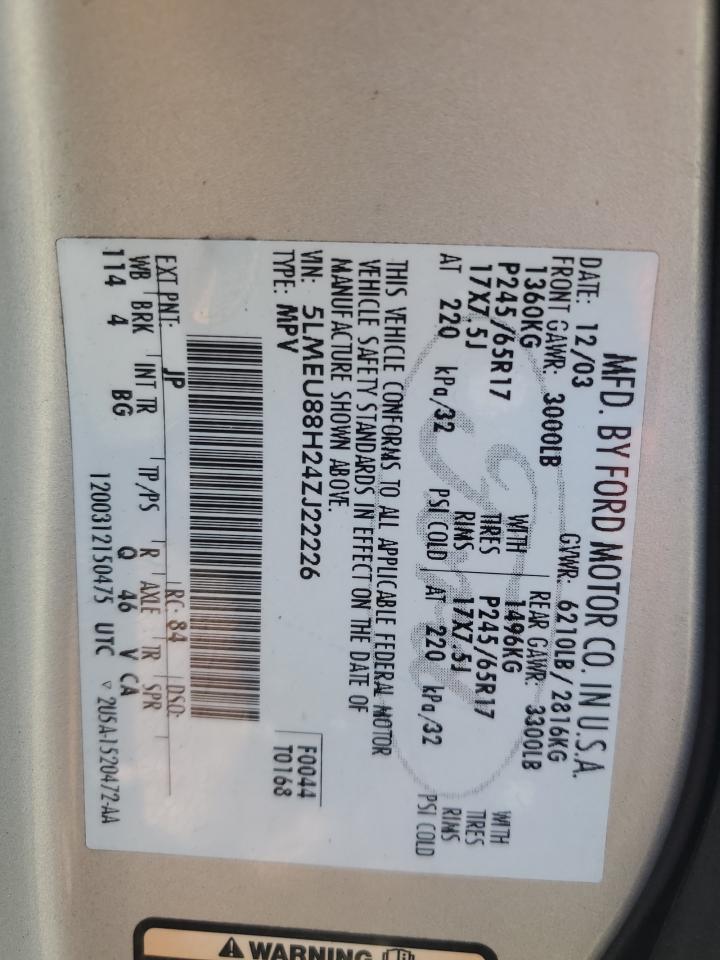 MFD. BY FORD MOTOR CO. IN U.S.A.
DATE: 12/03 GVWR: 6210LB/2816KG
FRONT GAWR: 3000LB REAR GAWR: 3300LB
1360KG WITH 1496KG WITH
P245/65R17 TIRES P245/65R17 TIRES
17X7.5J RIMS 17X7.5J RIMS
AT 220 kPa/32 PSI COLD AT 220 kPa/32 PSI COLD
THIS VEHICLE CONFORMS TO ALL APPLICABLE FEDERAL MOTOR
VEHICLE SAFETY STANDARDS IN EFFECT ON THE DATE OF
MANUFACTURE SHOWN ABOVE.
VIN: 5LMEU88H24ZJ22226 F0044
TYPE: MPV T0168
EXT PNT: JP RC: 84 DSO:
WB BRK INT TR TP/PS R AXLE TR SPR
114 4 BG Q 46 V CA
1200312150475 UTC ▽ 2U5A-1520472-AA
⚠ WARNING